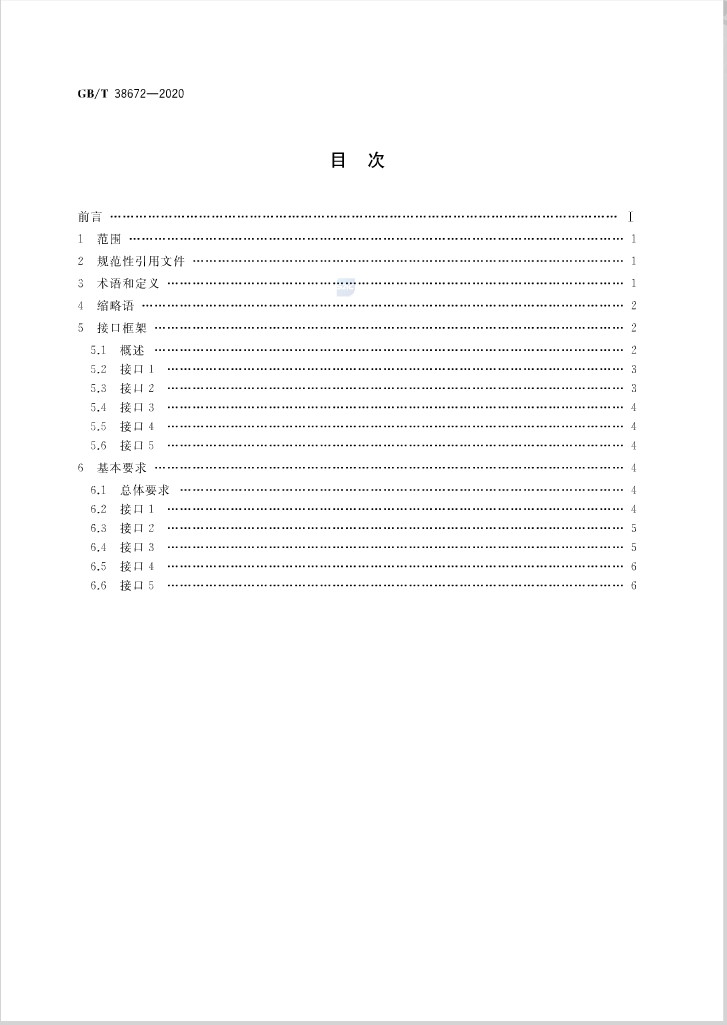 GB/T 38672—2020
目 次
前言 …………………………………………………………………………………………………… Ⅰ
1 范围 ………………………………………………………………………………………………… 1
2 规范性引用文件 …………………………………………………………………………………… 1
3 术语和定义 ………………………………………………………………………………………… 1
4 缩略语 ……………………………………………………………………………………………… 2
5 接口框架 …………………………………………………………………………………………… 2
5.1 概述 ……………………………………………………………………………………………… 2
5.2 接口1 …………………………………………………………………………………………… 3
5.3 接口2 …………………………………………………………………………………………… 3
5.4 接口3 …………………………………………………………………………………………… 4
5.5 接口4 …………………………………………………………………………………………… 4
5.6 接口5 …………………………………………………………………………………………… 4
6 基本要求 …………………………………………………………………………………………… 4
6.1 总体要求 ………………………………………………………………………………………… 4
6.2 接口1 …………………………………………………………………………………………… 4
6.3 接口2 …………………………………………………………………………………………… 5
6.4 接口3 …………………………………………………………………………………………… 5
6.5 接口4 …………………………………………………………………………………………… 6
6.6 接口5 …………………………………………………………………………………………… 6